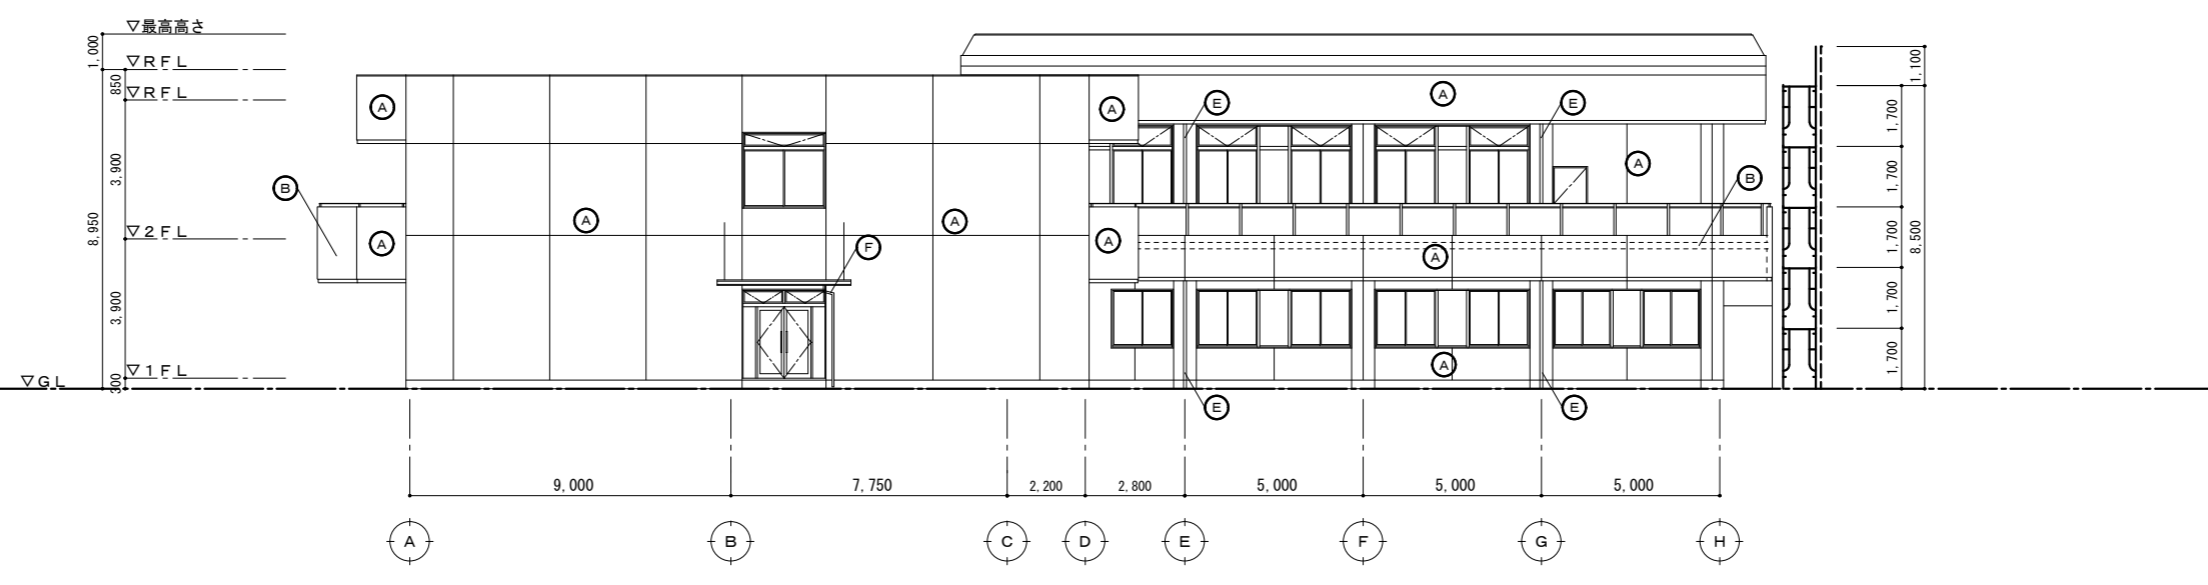 ▽最高高さ
1,000
▽RFL
850
▽RFL
3,900
8,950
▽2FL
3,900
▽1FL
300
▽GL
A
A
A
E
E
A
B
A
A
A
A
A
A
F
B
A
E
E
1,100
1,700
1,700
1,700
1,700
1,700
8,500
9,000
7,750
2,200
2,800
5,000
5,000
5,000
A
B
C
D
E
F
G
H